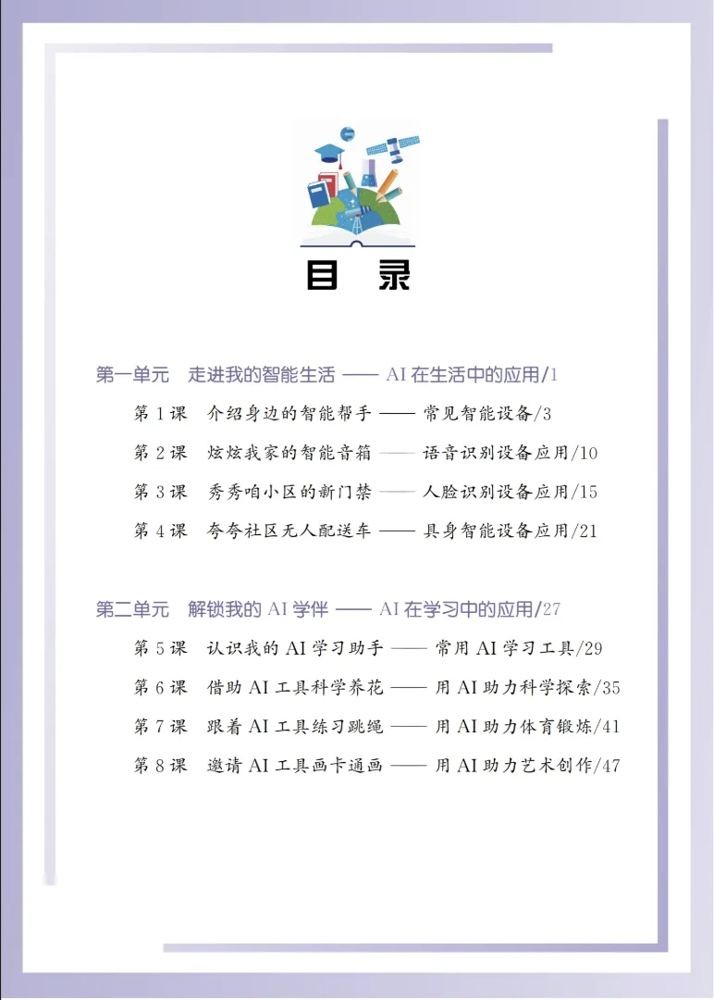 目 录
第一单元 走进我的智能生活 —— AI 在生活中的应用/1
第 1 课 介绍身边的智能帮手 —— 常见智能设备/3
第 2 课 炫炫我家的智能音箱 —— 语音识别设备应用/10
第 3 课 秀秀咱小区的新门禁 —— 人脸识别设备应用/15
第 4 课 夸夸社区无人配送车 —— 具身智能设备应用/21
第二单元 解锁我的 AI 学伴 —— AI 在学习中的应用/27
第 5 课 认识我的 AI 学习助手 —— 常用 AI 学习工具/29
第 6 课 借助 AI 工具科学养花 —— 用 AI 助力科学探索/35
第 7 课 跟着 AI 工具练习跳绳 —— 用 AI 助力体育锻炼/41
第 8 课 邀请 AI 工具画卡通画 —— 用 AI 助力艺术创作/47